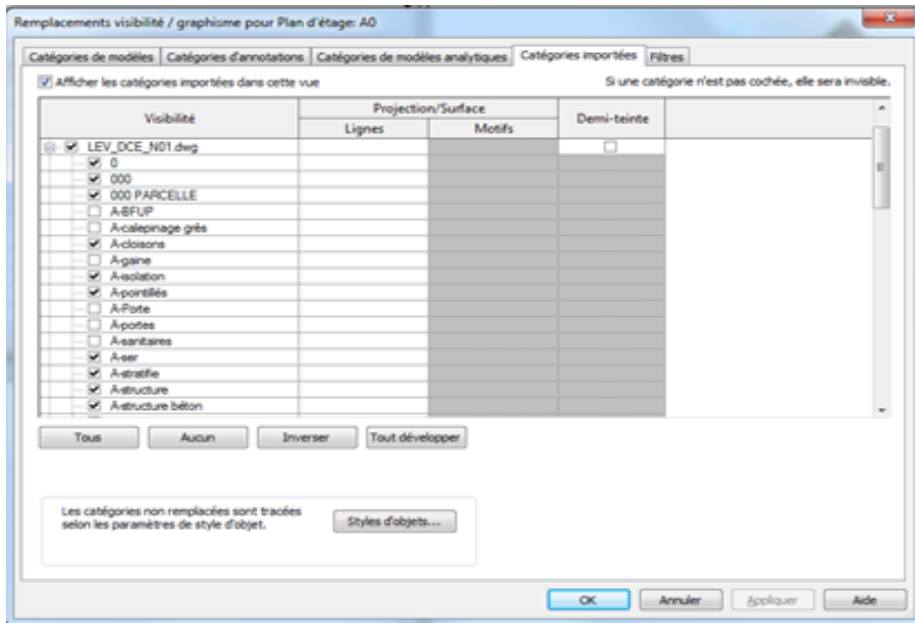 Remplacements visibilité / graphisme pour Plan d'étage: A0
Catégories de modèles Catégories d'annotations Catégories de modèles analytiques Catégories importées Filtres
Afficher les catégories importées dans cette vue Si une catégorie n'est pas cochée, elle sera invisible.
Visibilité Projection/Surface Demi-teinte
Lignes Motifs
LEV_DCE_N01.dwg
0
000
000 PARCELLE
A-BFUP
A-calepinage grès
A-cloisons
A-gaine
A-isolation
A-pointillés
A-Porte
A-portes
A-sanitaires
A-ser
A-stratifie
A-structure
A-structure béton
Tous Aucun Inverser Tout développer
Les catégories non remplacées sont tracées
selon les paramètres de style d'objet.
Styles d'objets...
OK Annuler Appliquer Aide